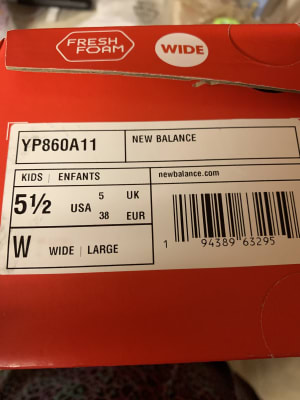 FRESH FOAM
WIDE
YP860A11
NEW BALANCE
KIDS | ENFANTS
newbalance.com
5½ USA 5 UK
38 EUR
W WIDE | LARGE
1 94389 63295